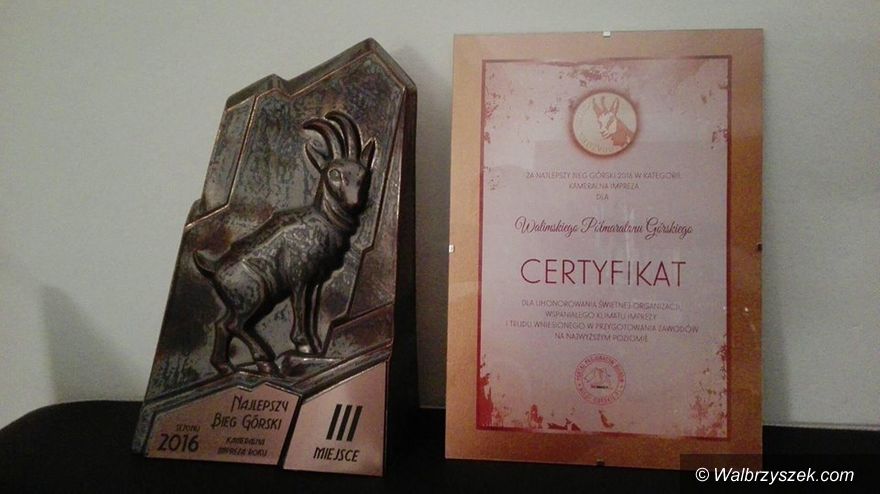 NAJLEPSZY
BIEG GÓRSKI
SEZONU
2016
KAMERALNA
IMPREZA ROKU
III
MIEJSCE
ZA NAJLEPSZY BIEG GÓRSKI 2016 W KATEGORII
KAMERALNA IMPREZA
DLA
Walimskiego Półmaratonu Górskiego
CERTYFIKAT
DLA UHONOROWANIA ŚWIETNEJ ORGANIZACJI,
WSPANIAŁEGO KLIMATU IMPREZY
I TRUDU WNIESIONEGO W PRZYGOTOWANIA ZAWODÓW
NA NAJWYŻSZYM POZIOMIE
© Walbrzyszek.com